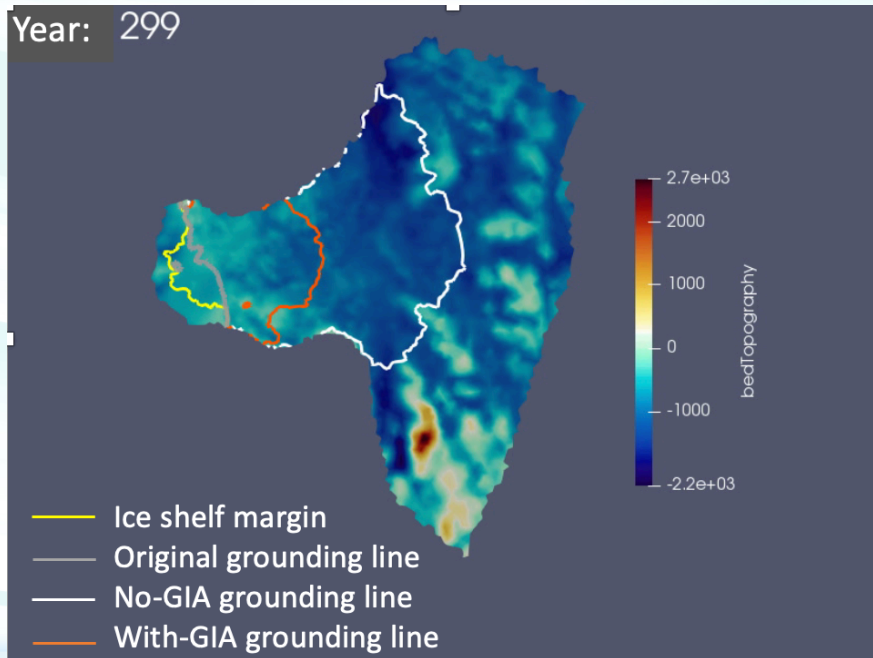 Year: 299
2.7e+03
2000
1000
0
-1000
-2.2e+03
bedTopography
Ice shelf margin
Original grounding line
No-GIA grounding line
With-GIA grounding line